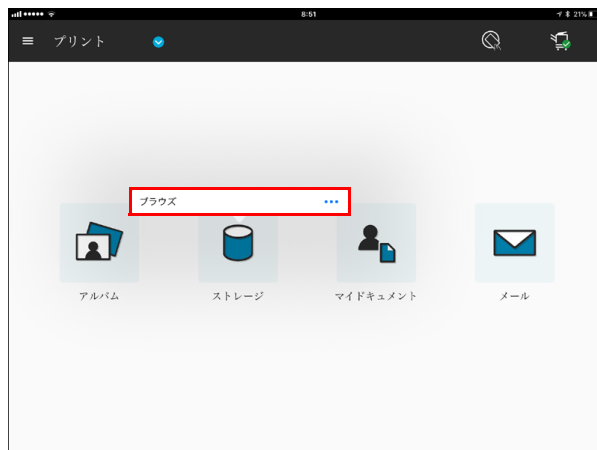 8:51
21%
プリント
ブラウズ
アルバム
ストレージ
マイドキュメント
メール